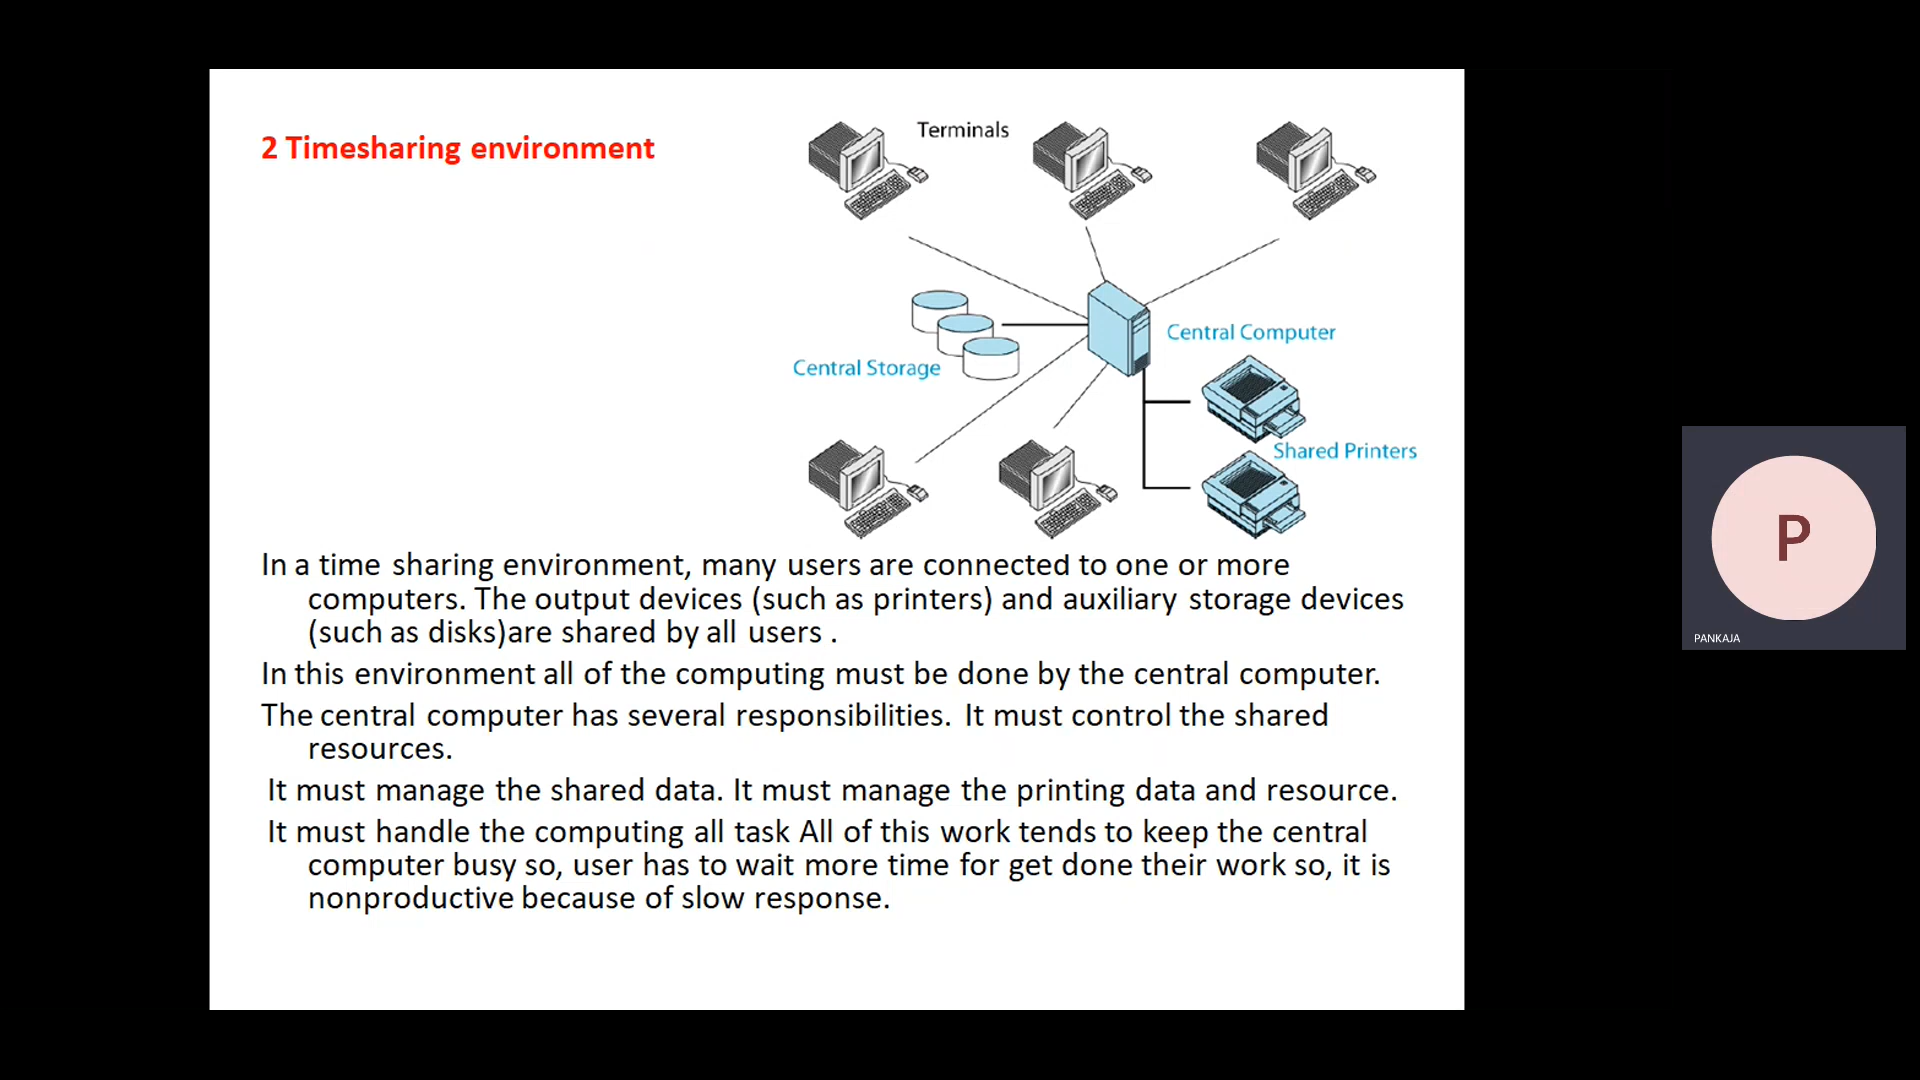 2 Timesharing environment
Terminals
Central Computer
Central Storage
Shared Printers
In a time sharing environment, many users are connected to one or more
computers. The output devices (such as printers) and auxiliary storage devices
(such as disks)are shared by all users .
In this environment all of the computing must be done by the central computer.
The central computer has several responsibilities. It must control the shared
resources.
It must manage the shared data. It must manage the printing data and resource.
It must handle the computing all task All of this work tends to keep the central
computer busy so, user has to wait more time for get done their work so, it is
nonproductive because of slow response.
P
PANKAJA